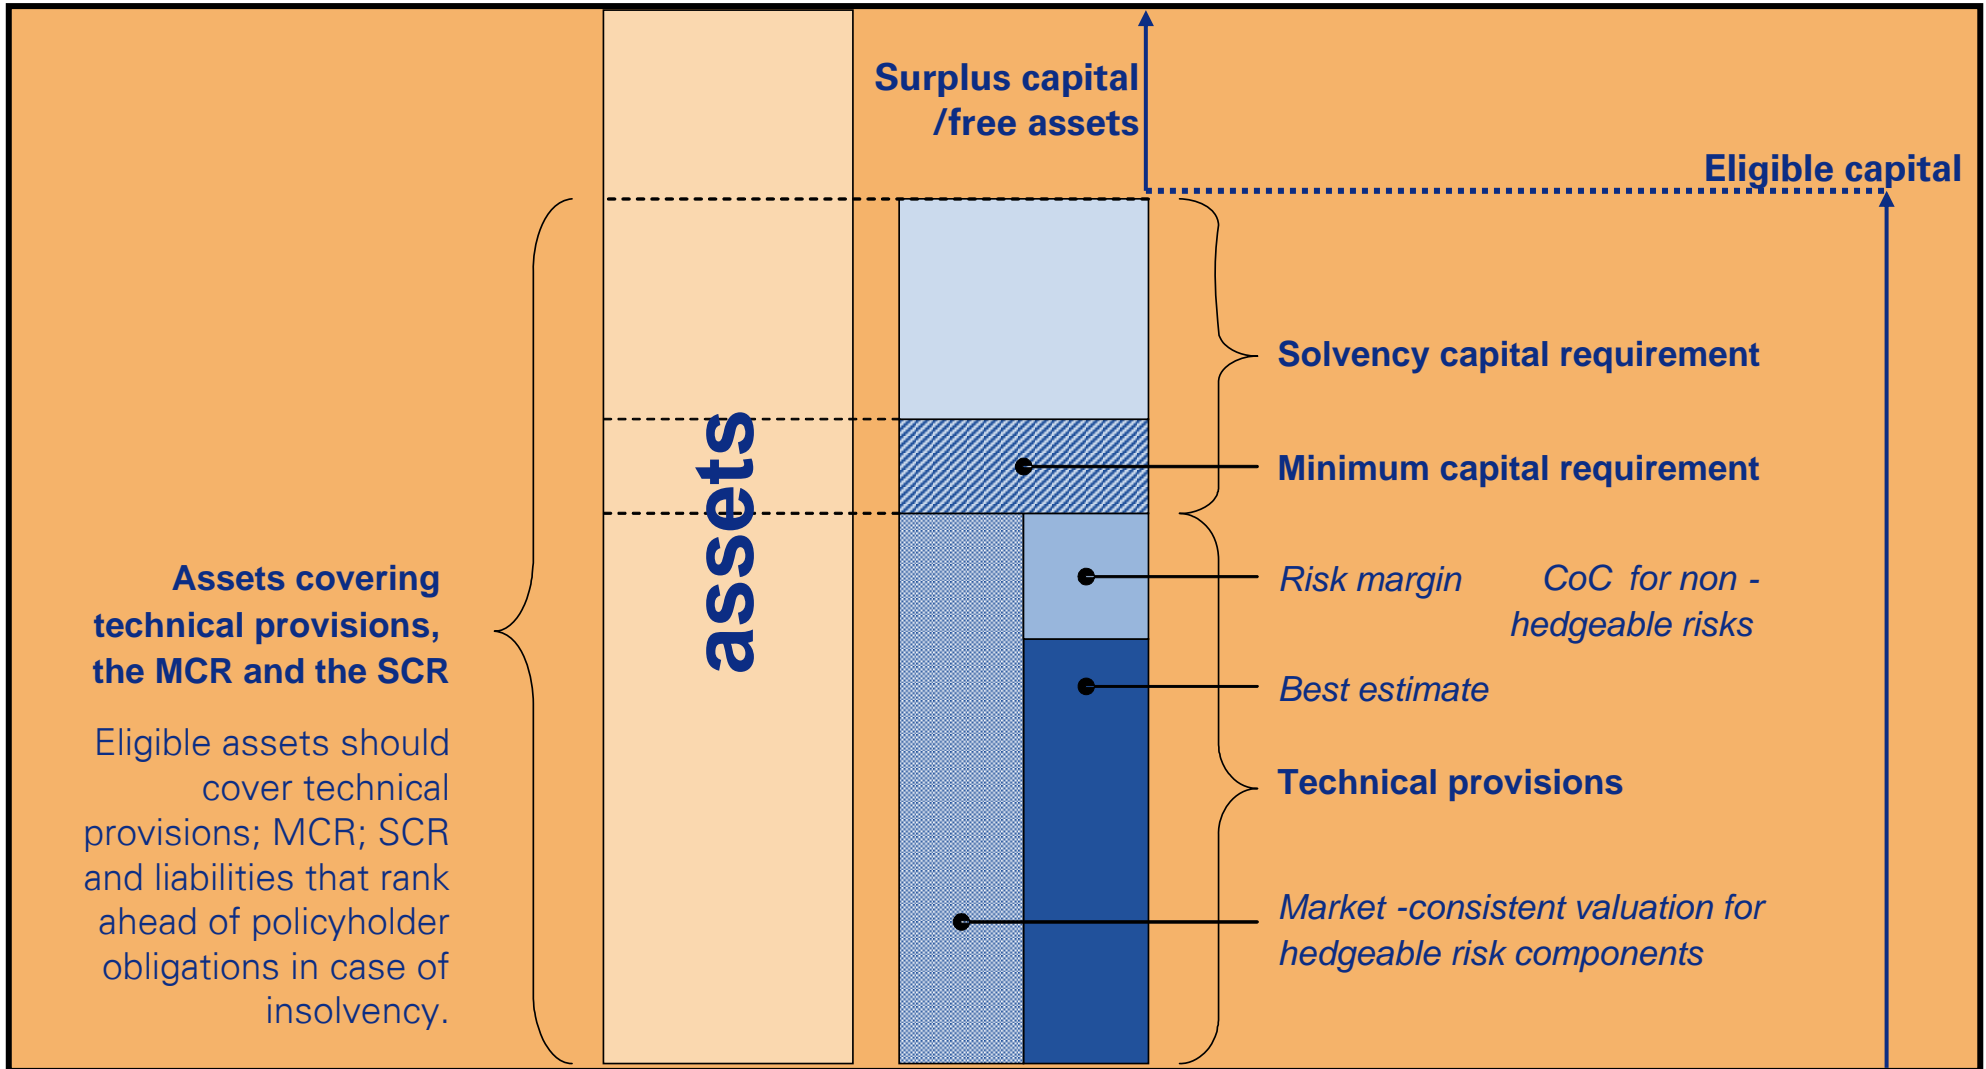 Surplus capital
/free assets
Eligible capital
Solvency capital requirement
assets
Minimum capital requirement
Assets covering
technical provisions,
the MCR and the SCR
Risk margin CoC for non -
hedgeable risks
Best estimate
Eligible assets should
cover technical
provisions; MCR; SCR
and liabilities that rank
ahead of policyholder
obligations in case of
insolvency.
Technical provisions
Market -consistent valuation for
hedgeable risk components